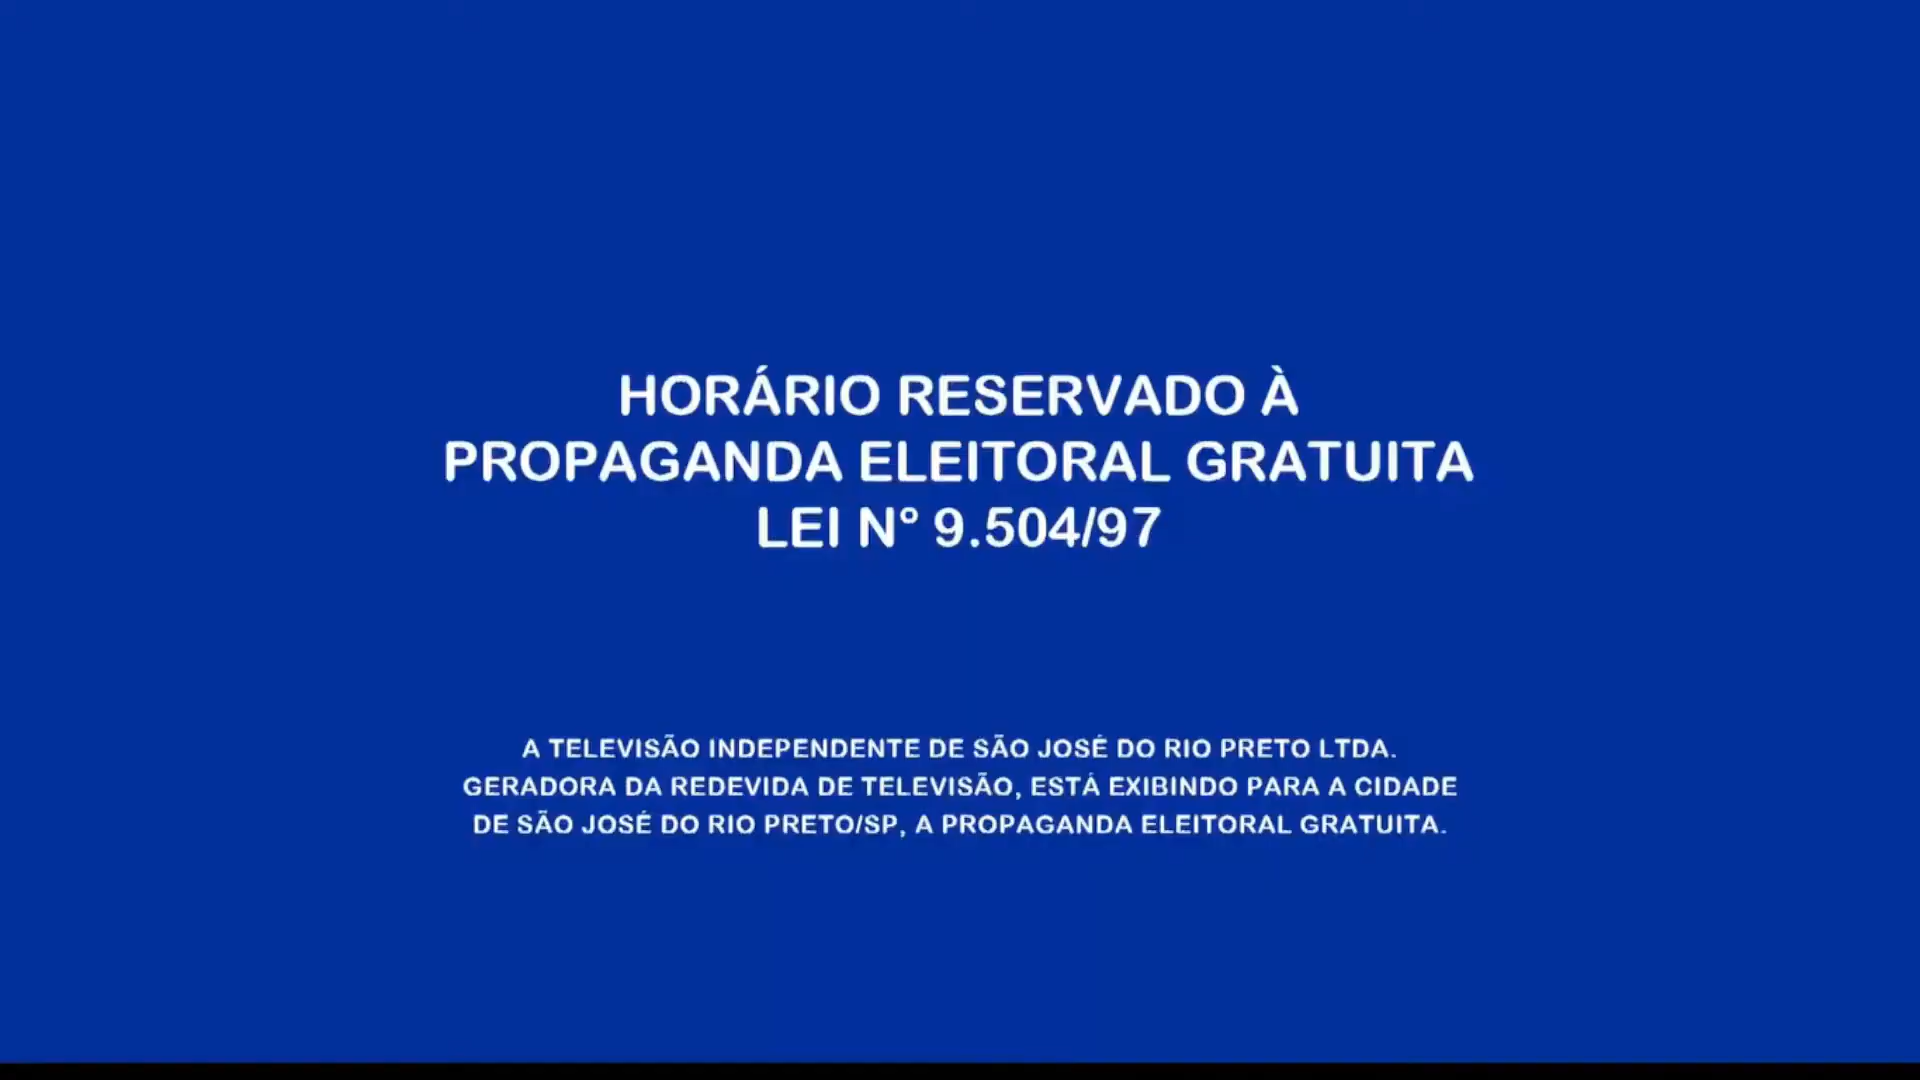 HORÁRIO RESERVADO À
PROPAGANDA ELEITORAL GRATUITA
LEI N° 9.504/97
A TELEVISÃO INDEPENDENTE DE SÃO JOSÉ DO RIO PRETO LTDA.
GERADORA DA REDEVIDA DE TELEVISÃO, ESTÁ EXIBINDO PARA A CIDADE
DE SÃO JOSÉ DO RIO PRETO/SP, A PROPAGANDA ELEITORAL GRATUITA.